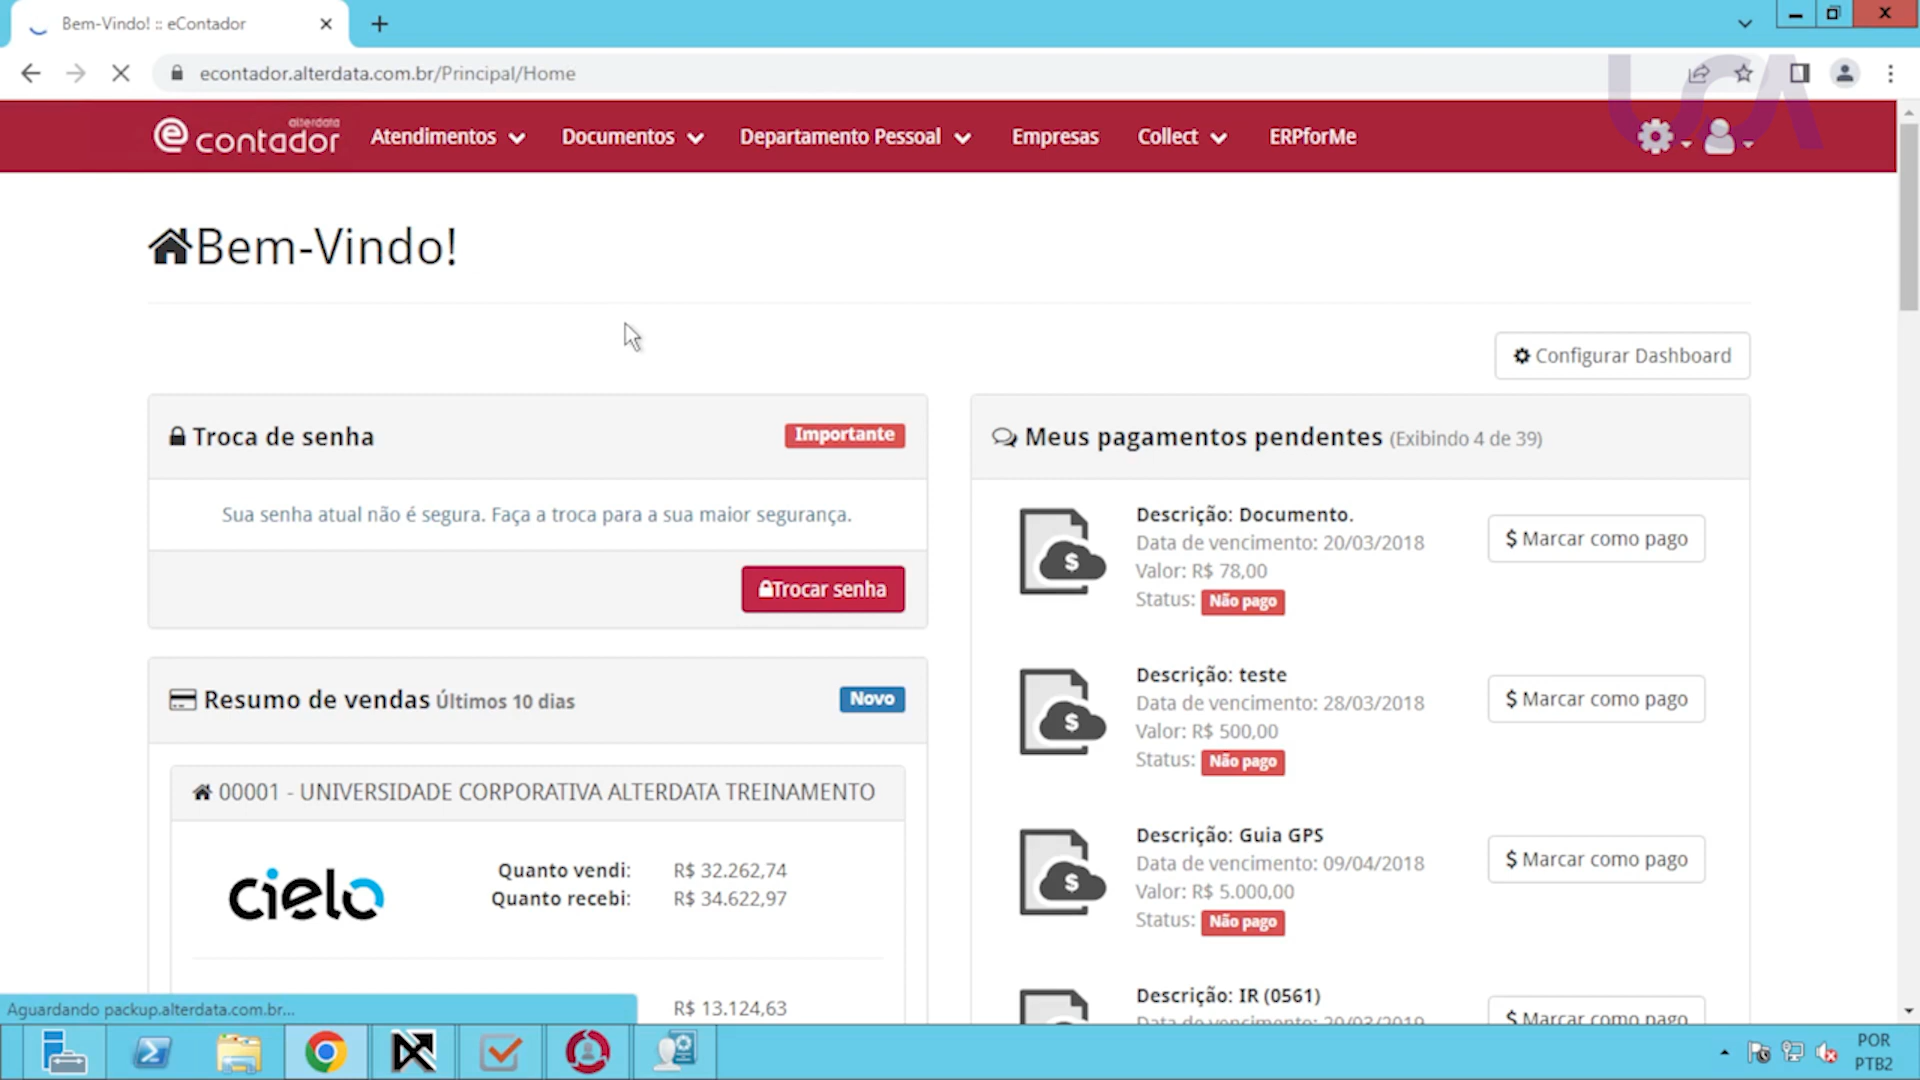 Bem-Vindo! :: eContador
econtador.alterdata.com.br/Principal/Home
UCA
alterdata
e contador
Atendimentos
Documentos
Departamento Pessoal
Empresas
Collect
ERPforMe
Bem-Vindo!
Configurar Dashboard
Troca de senha
Importante
Sua senha atual não é segura. Faça a troca para a sua maior segurança.
Trocar senha
Resumo de vendas Últimos 10 dias
Novo
00001 - UNIVERSIDADE CORPORATIVA ALTERDATA TREINAMENTO
cielo
Quanto vendi: R$ 32.262,74
Quanto recebi: R$ 34.622,97
R$ 13.124,63
Meus pagamentos pendentes (Exibindo 4 de 39)
Descrição: Documento.
Data de vencimento: 20/03/2018
Valor: R$ 78,00
Status: Não pago
$ Marcar como pago
Descrição: teste
Data de vencimento: 28/03/2018
Valor: R$ 500,00
Status: Não pago
$ Marcar como pago
Descrição: Guia GPS
Data de vencimento: 09/04/2018
Valor: R$ 5.000,00
Status: Não pago
$ Marcar como pago
Descrição: IR (0561)
Data de vencimento: 20/03/2019
$ Marcar como pago
Aguardando packup.alterdata.com.br...
POR
PTB2